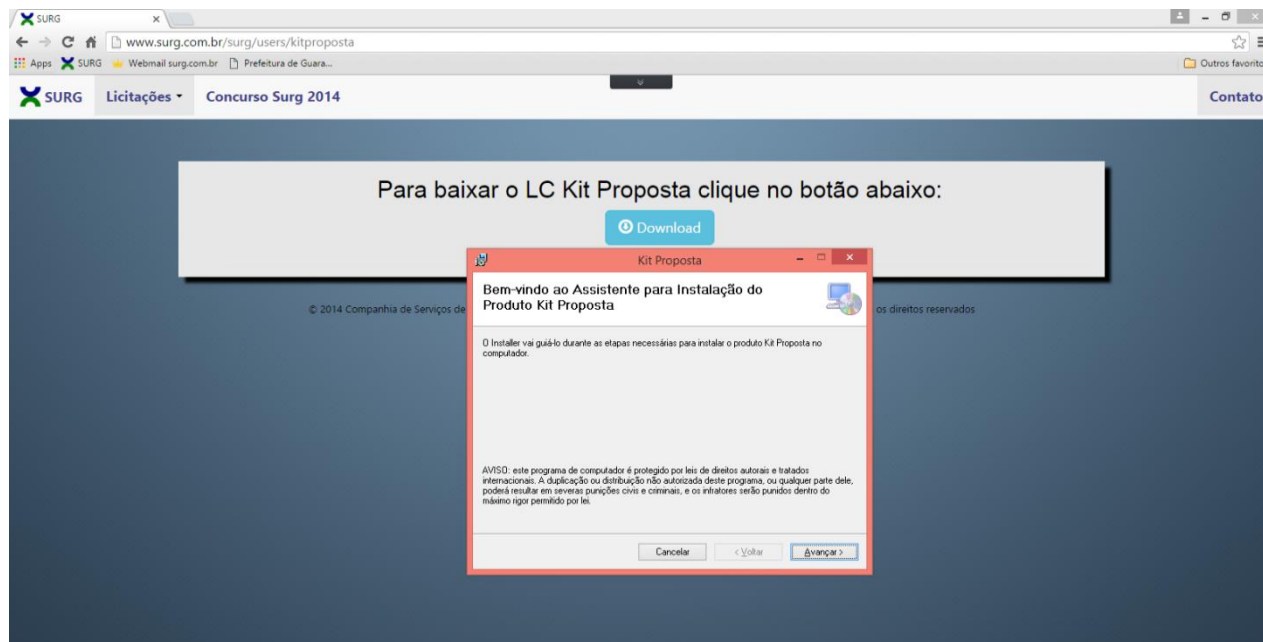 SURG
www.surg.com.br/surg/users/kitproposta
Apps SURG Webmail surg.com.br Prefeitura de Guara... Outros favorito
SURG Licitações Concurso Surg 2014 Contato
Para baixar o LC Kit Proposta clique no botão abaixo:
Download
Kit Proposta
Bem-vindo ao Assistente para Instalação do
Produto Kit Proposta
© 2014 Companhia de Serviços de os direitos reservados
O Installer vai guiá-lo durante as etapas necessárias para instalar o produto Kit Proposta no
computador.
AVISO: este programa de computador é protegido por leis de direitos autorais e tratados
internacionais. A duplicação ou distribuição não autorizada deste programa, ou qualquer parte dele,
poderá resultar em severas punições civis e criminais, e os infratores serão punidos dentro do
máximo rigor permitido por lei.
Cancelar < Voltar Avançar >